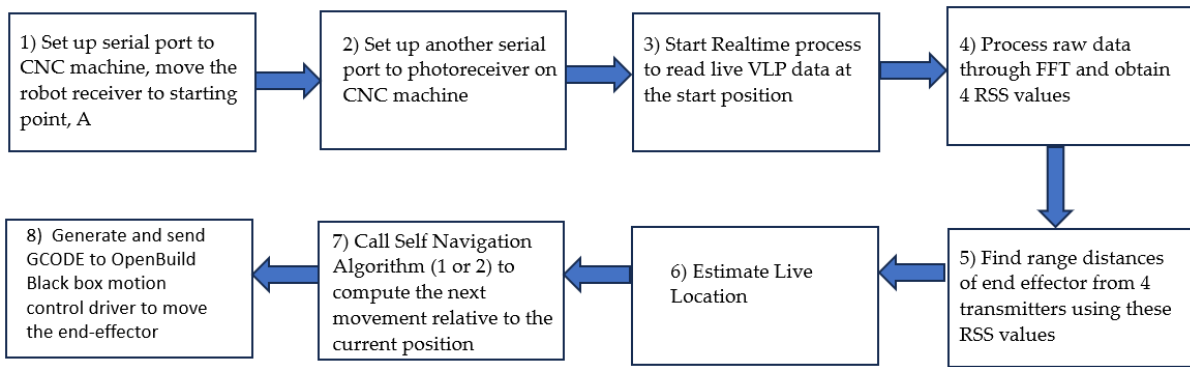 1) Set up serial port to
CNC machine, move the
robot receiver to starting
point, A
2) Set up another serial
port to photoreceiver on
CNC machine
3) Start Realtime process
to read live VLP data at
the start position
4) Process raw data
through FFT and obtain
4 RSS values
5) Find range distances
of end effector from 4
transmitters using these
RSS values
6) Estimate Live
Location
7) Call Self Navigation
Algorithm (1 or 2) to
compute the next
movement relative to the
current position
8) Generate and send
GCODE to OpenBuild
Black box motion
control driver to move
the end-effector